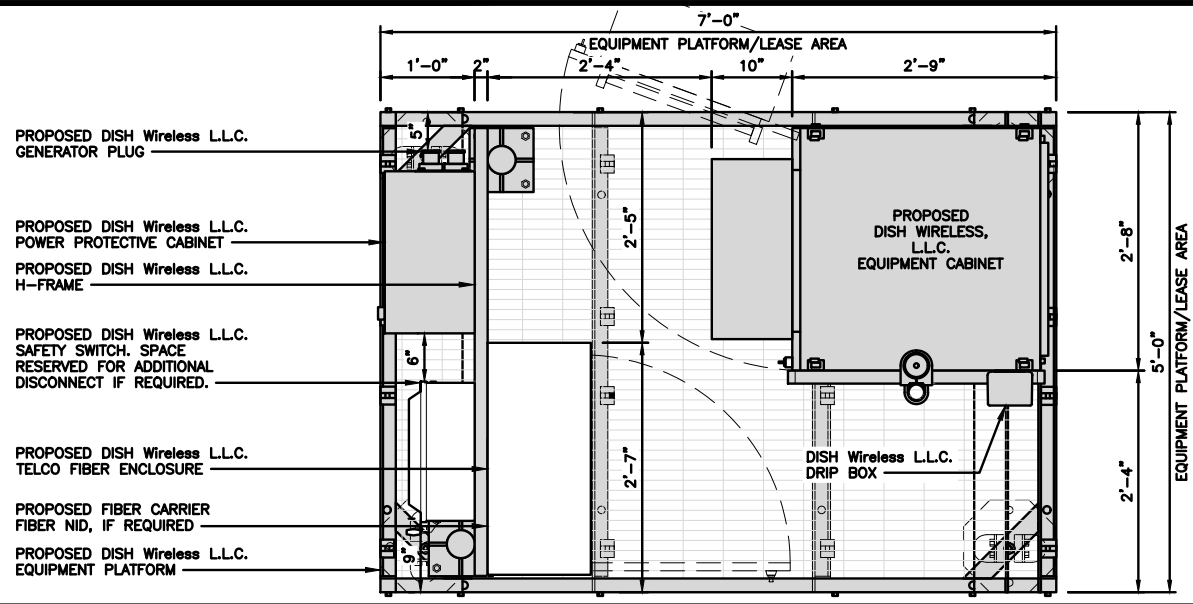 7'-0"
EQUIPMENT PLATFORM/LEASE AREA
1'-0"
2"
2'-4"
10"
2'-9"
PROPOSED DISH Wireless L.L.C.
GENERATOR PLUG
5"
PROPOSED DISH Wireless L.L.C.
POWER PROTECTIVE CABINET
PROPOSED DISH Wireless L.L.C.
H-FRAME
PROPOSED DISH Wireless L.L.C.
SAFETY SWITCH. SPACE
RESERVED FOR ADDITIONAL
DISCONNECT IF REQUIRED.
6"
PROPOSED DISH Wireless L.L.C.
TELCO FIBER ENCLOSURE
PROPOSED FIBER CARRIER
FIBER NID, IF REQUIRED
PROPOSED DISH Wireless L.L.C.
EQUIPMENT PLATFORM
9"
2'-5"
2'-7"
PROPOSED
DISH WIRELESS,
L.L.C.
EQUIPMENT CABINET
DISH Wireless L.L.C.
DRIP BOX
2'-8"
2'-4"
5'-0"
EQUIPMENT PLATFORM/LEASE AREA